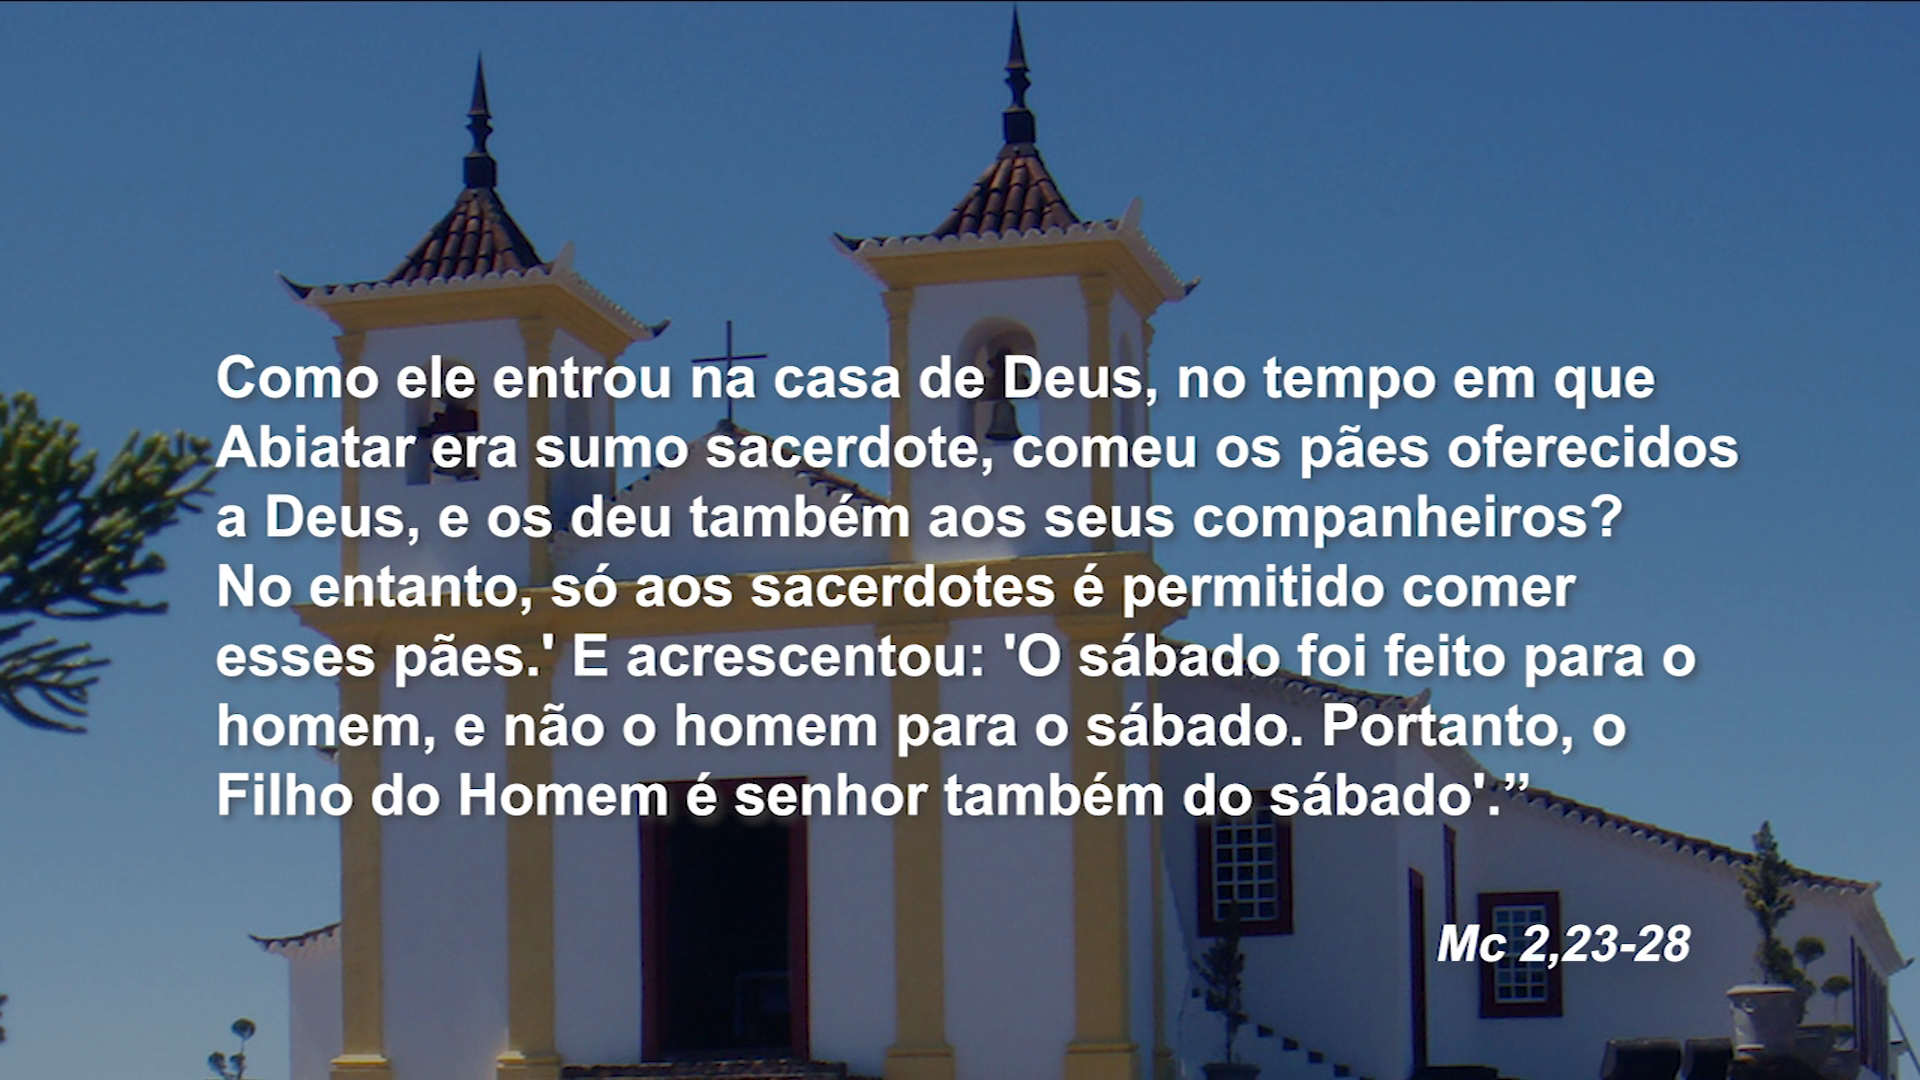 Como ele entrou na casa de Deus, no tempo em que
Abiatar era sumo sacerdote, comeu os pães oferecidos
a Deus, e os deu também aos seus companheiros?
No entanto, só aos sacerdotes é permitido comer
esses pães.' E acrescentou: 'O sábado foi feito para o
homem, e não o homem para o sábado. Portanto, o
Filho do Homem é senhor também do sábado'.”
Mc 2,23-28